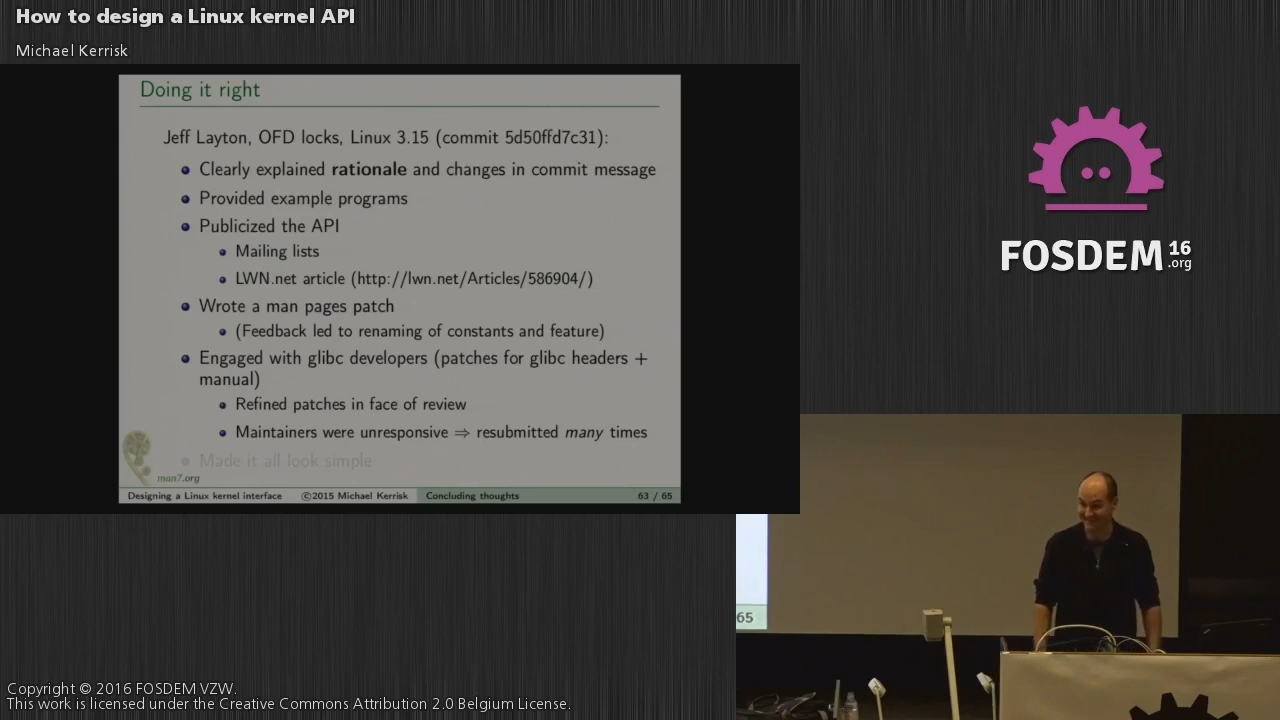 How to design a Linux kernel API
Michael Kerrisk
Doing it right
Jeff Layton, OFD locks, Linux 3.15 (commit 5d50ffd7c31):
Clearly explained rationale and changes in commit message
Provided example programs
Publicized the API
Mailing lists
LWN.net article (http://lwn.net/Articles/586904/)
Wrote a man pages patch
(Feedback led to renaming of constants and feature)
Engaged with glibc developers (patches for glibc headers +
manual)
Refined patches in face of review
Maintainers were unresponsive ⇒ resubmitted many times
Made it all look simple
man7.org
Designing a Linux kernel interface ©2015 Michael Kerrisk Concluding thoughts 63 / 65
FOSDEM 16 .org
65
Copyright © 2016 FOSDEM VZW.
This work is licensed under the Creative Commons Attribution 2.0 Belgium License.